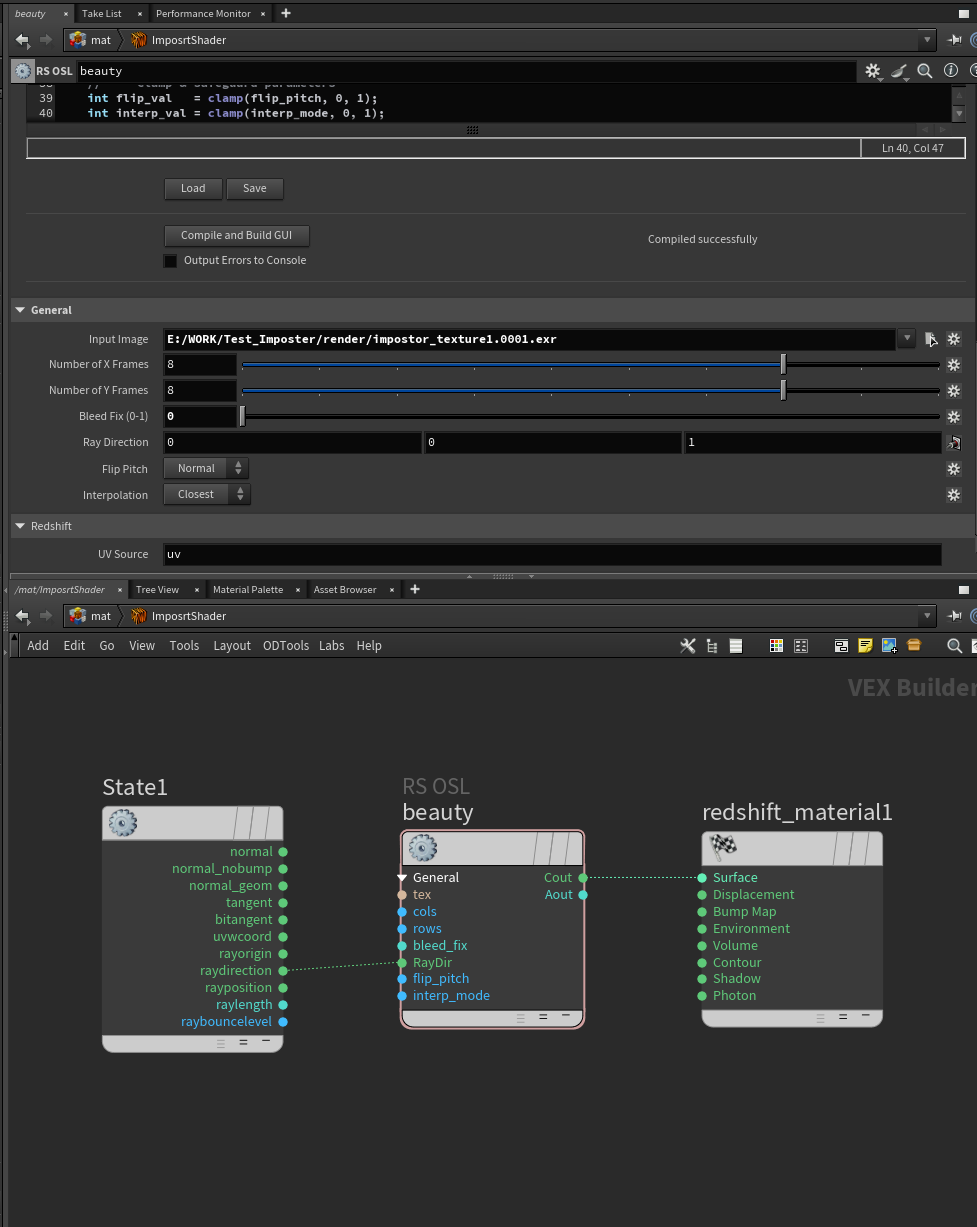 beauty × Take List × Performance Monitor × +
mat ImposrtShader
RS OSL beauty
38 // clamp & safeguard parameters
39 int flip_val = clamp(flip_pitch, 0, 1);
40 int interp_val = clamp(interp_mode, 0, 1);
Ln 40, Col 47
Load Save
Compile and Build GUI Compiled successfully
Output Errors to Console
General
Input Image E:/WORK/Test_Imposter/render/impostor_texture1.0001.exr
Number of X Frames 8
Number of Y Frames 8
Bleed Fix (0-1) 0
Ray Direction 0 0 1
Flip Pitch Normal
Interpolation Closest
Redshift
UV Source uv
/mat/ImposrtShader × Tree View × Material Palette × Asset Browser × +
mat ImposrtShader
Add Edit Go View Tools Layout ODTools Labs Help
VEX Builder
State1
normal
normal_nobump
normal_geom
tangent
bitangent
uvwcoord
rayorigin
raydirection
rayposition
raylength
raybouncelevel
RS OSL
beauty
General Cout
tex Aout
cols
rows
bleed_fix
RayDir
flip_pitch
interp_mode
redshift_material1
Surface
Displacement
Bump Map
Environment
Volume
Contour
Shadow
Photon